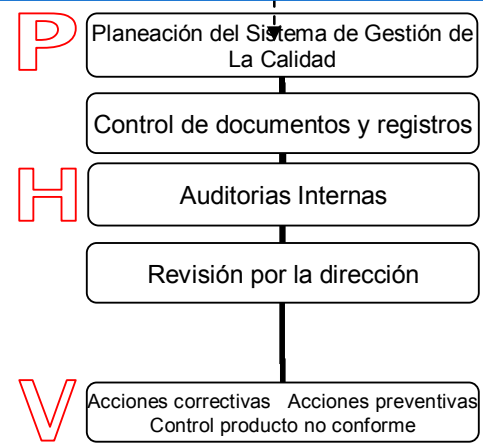 P
Planeación del Sistema de Gestión de
La Calidad
Control de documentos y registros
H
Auditorias Internas
Revisión por la dirección
V
Acciones correctivas Acciones preventivas
Control producto no conforme